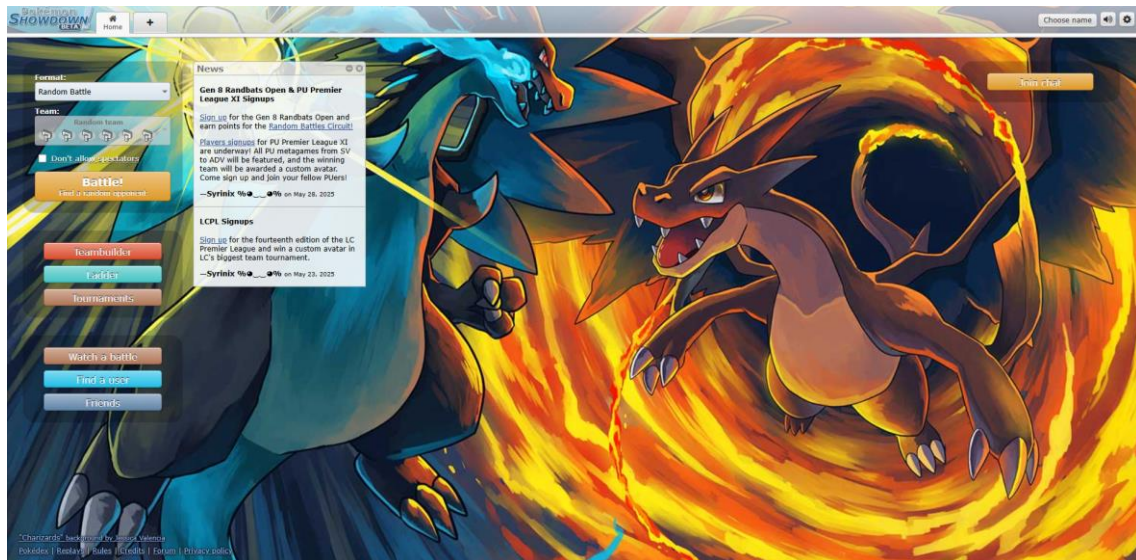 Pokémon
SHOWDOWN
BETA
Home
+
Choose name
Format:
Random Battle
Team:
Random team
Don't allow spectators
Battle!
Find a random opponent
Teambuilder
Ladder
Tournaments
Watch a battle
Find a user
Friends
News
Gen 8 Randbats Open & PU Premier
League XI Signups
Sign up for the Gen 8 Randbats Open and
earn points for the Random Battles Circuit!
Players signups for PU Premier League XI
are underway! All PU metagames from SV
to ADV will be featured, and the winning
team will be awarded a custom avatar.
Come sign up and join your fellow PUers!
—Syrinix %◕‿‿◕% on May 28, 2025
LCPL Signups
Sign up for the fourteenth edition of the LC
Premier League and win a custom avatar in
LC's biggest team tournament.
—Syrinix %◕‿‿◕% on May 23, 2025
Join chat
"Charizards" background by Jessica Valencia
Pokédex | Replays | Rules | Credits | Forum | Privacy policy